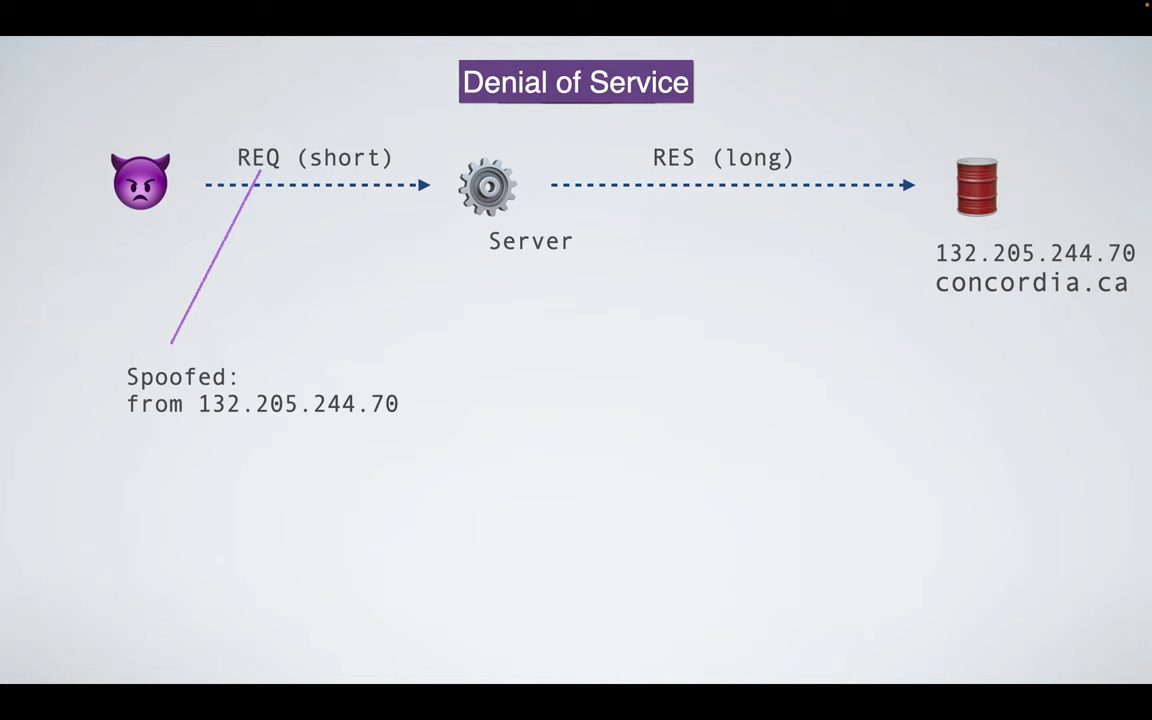 Denial of Service
REQ (short)
RES (long)
Server
132.205.244.70
concordia.ca
Spoofed:
from 132.205.244.70